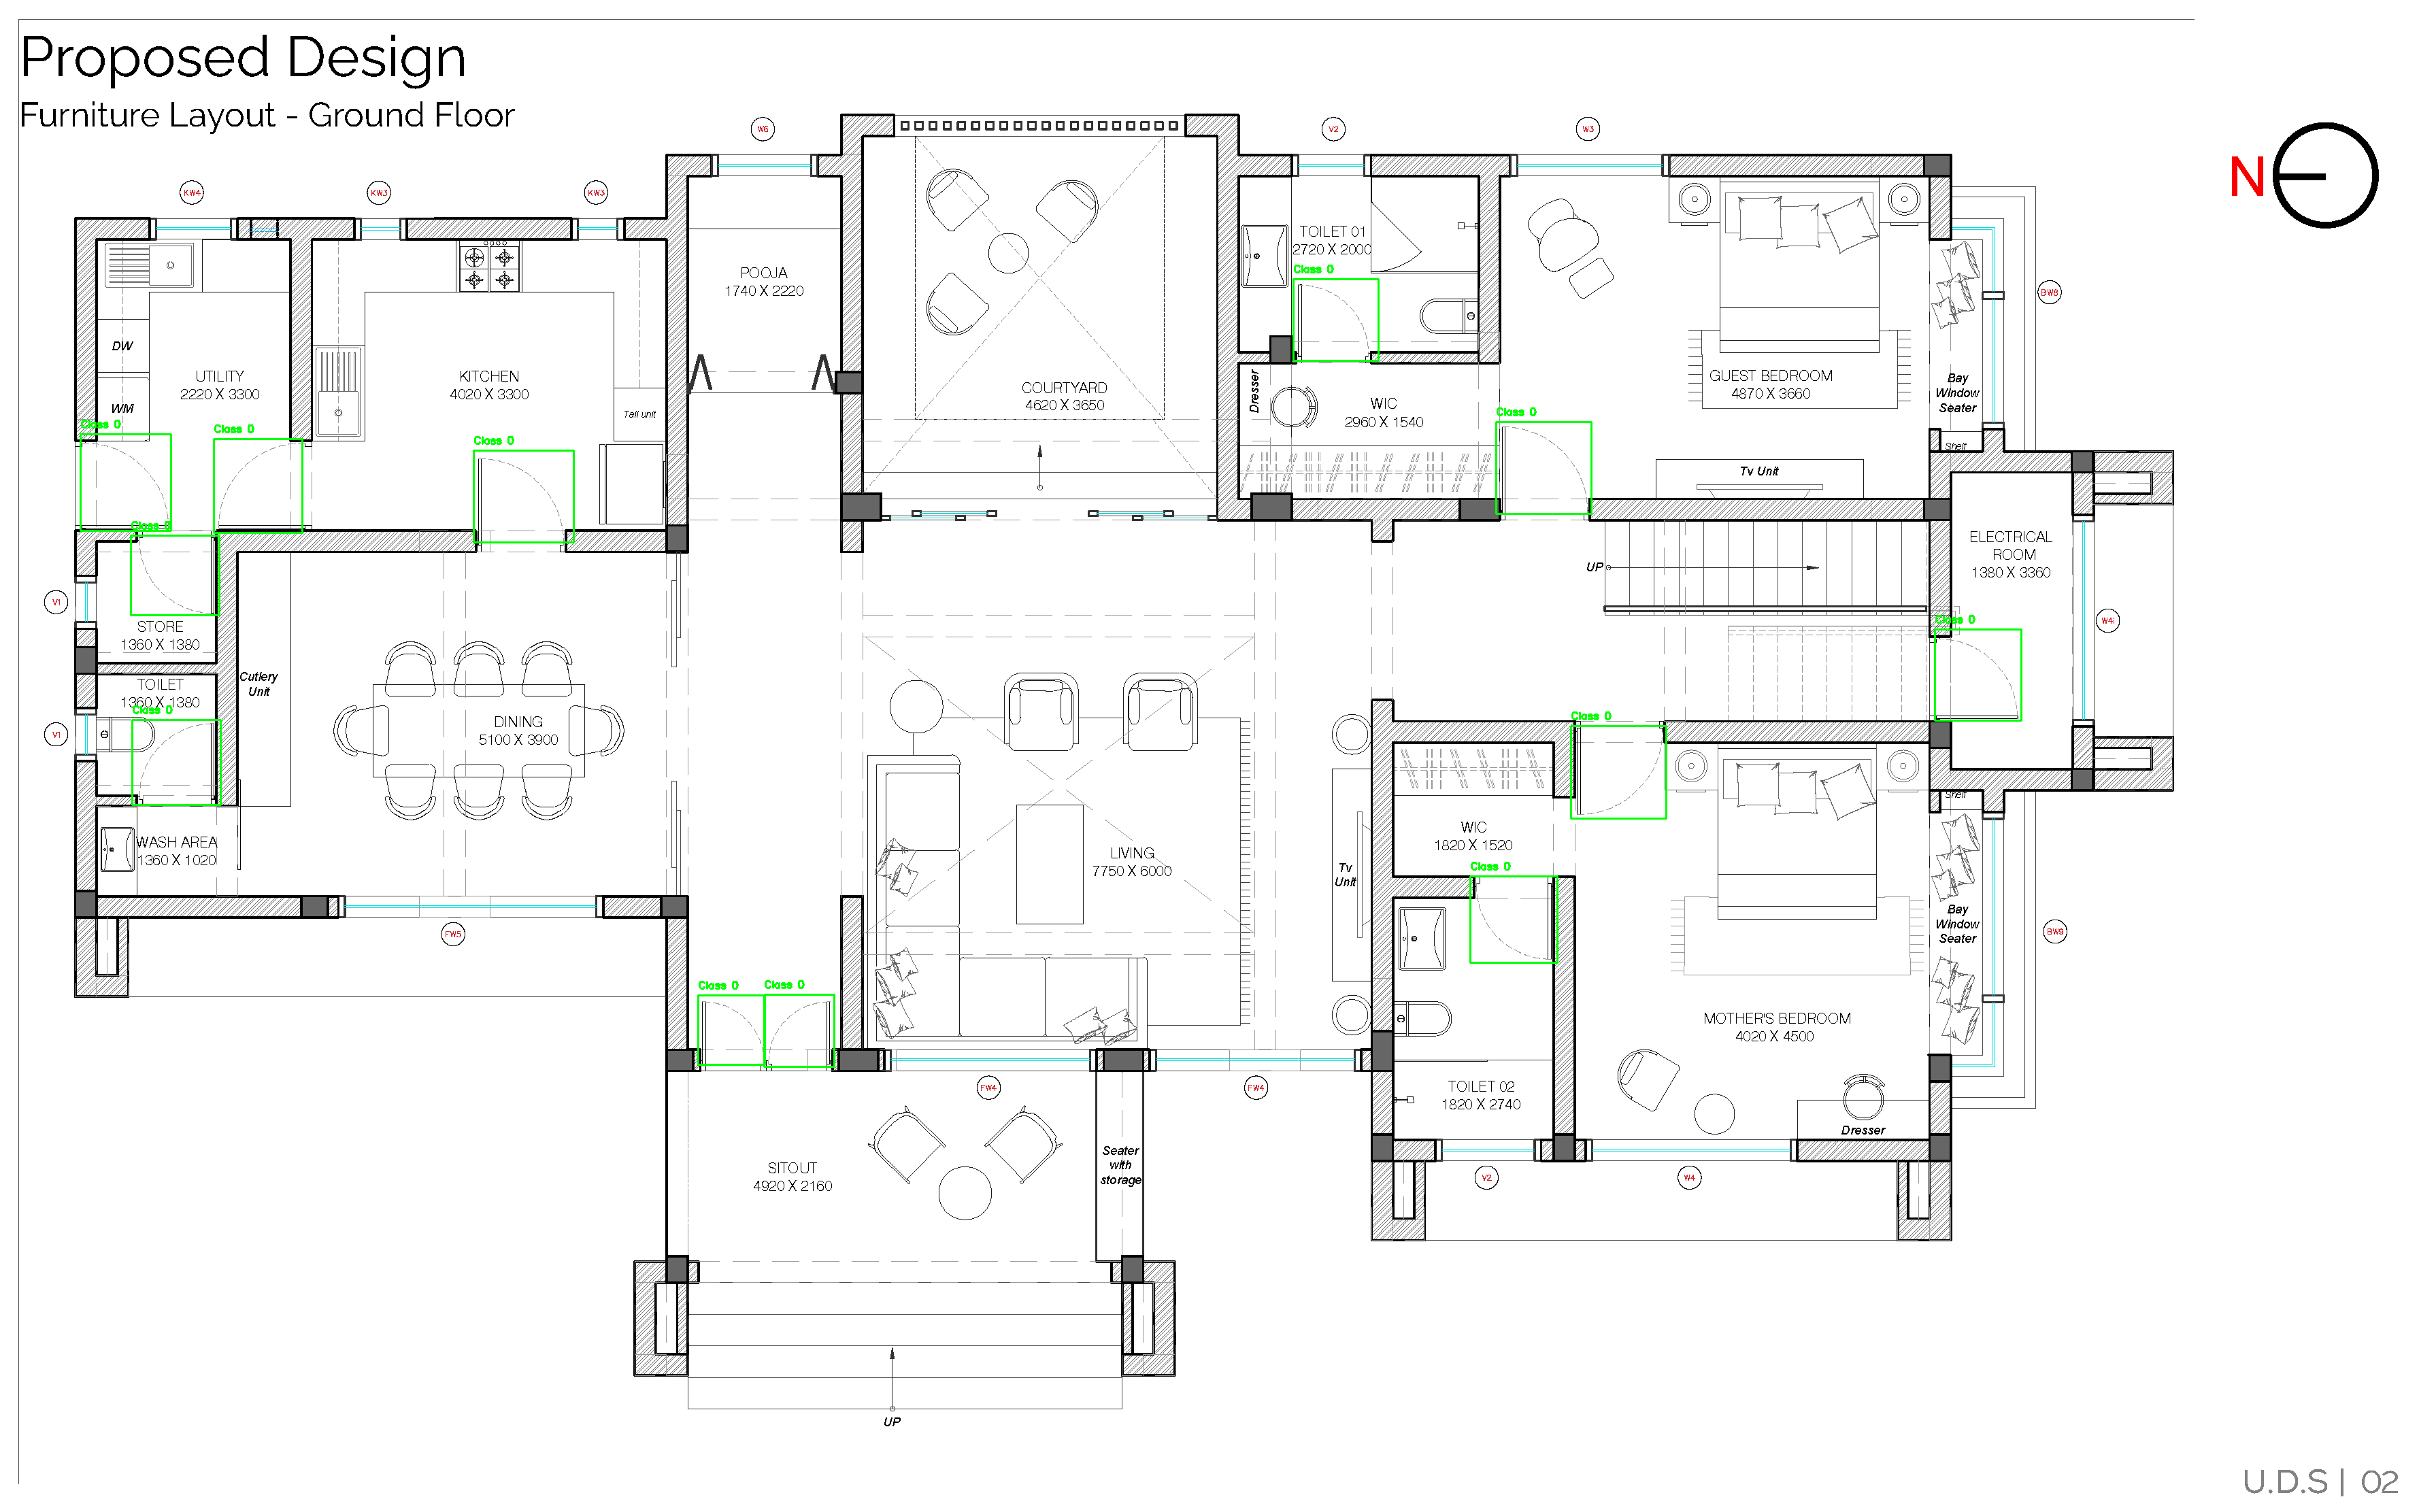 Proposed Design
Furniture Layout - Ground Floor
N
W6
V2
W3
KW4
KW3
KW3
TOILET 01
2720 X 2000
Class 0
POOJA
1740 X 2220
BW8
DW
UTILITY
2220 X 3300
KITCHEN
4020 X 3300
COURTYARD
4620 X 3650
Dresser
WIC
2960 X 1540
GUEST BEDROOM
4870 X 3660
Bay
Window
Seater
WM
Tall unit
Class 0
Class 0
Class 0
Class 0
Shelf
Tv Unit
Class 0
ELECTRICAL
ROOM
1380 X 3360
UP
V1
STORE
1360 X 1380
Class 0
W4i
Cutlery
Unit
TOILET
1360 X 1380
Class 0
Class 0
V1
DINING
5100 X 3900
Shelf
WASH AREA
1360 X 1020
WIC
1820 X 1520
LIVING
7750 X 6000
Tv
Unit
Class 0
Bay
Window
Seater
FW5
BW9
Class 0
Class 0
MOTHER'S BEDROOM
4020 X 4500
FW4
FW4
TOILET 02
1820 X 2740
Dresser
Seater
with
storage
SITOUT
4920 X 2160
V2
W4
UP
U.D.S | 02